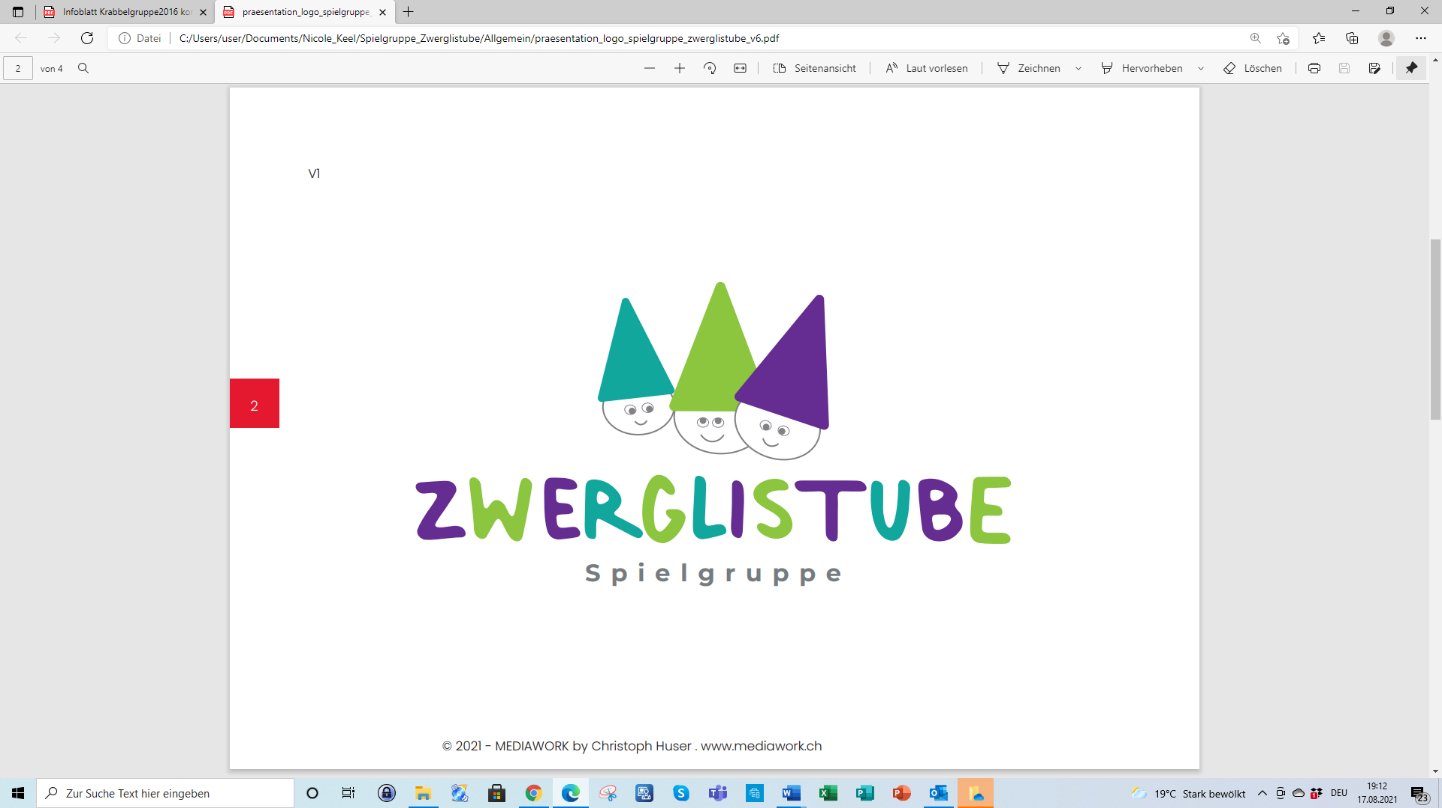 Infoblatt Krabbelgruppe2016 ko
praesentation_logo_spielgruppe
Datei
C:/Users/user/Documents/Nicole_Keel/Spielgruppe_Zwerglistube/Allgemein/praesentation_logo_spielgruppe_zwerglistube_v6.pdf
2 von 4
Seitenansicht
Laut vorlesen
Zeichnen
Hervorheben
Löschen
V1
2
ZWERGLISTUBE
Spielgruppe
© 2021 - MEDIAWORK by Christoph Huser . www.mediawork.ch
Zur Suche Text hier eingeben
19°C Stark bewölkt
DEU
19:12
17.08.2021
23